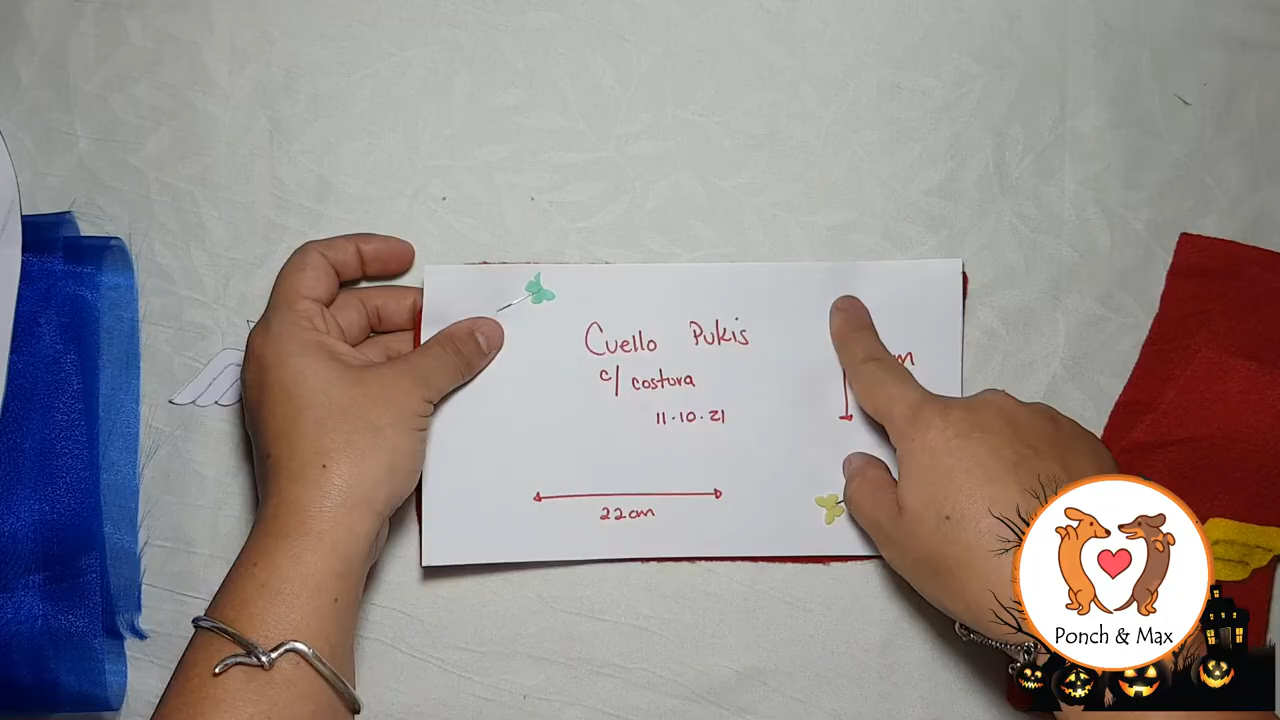 Cuello Pukis
c/ costura
11·10·21
22cm
Ponch & Max